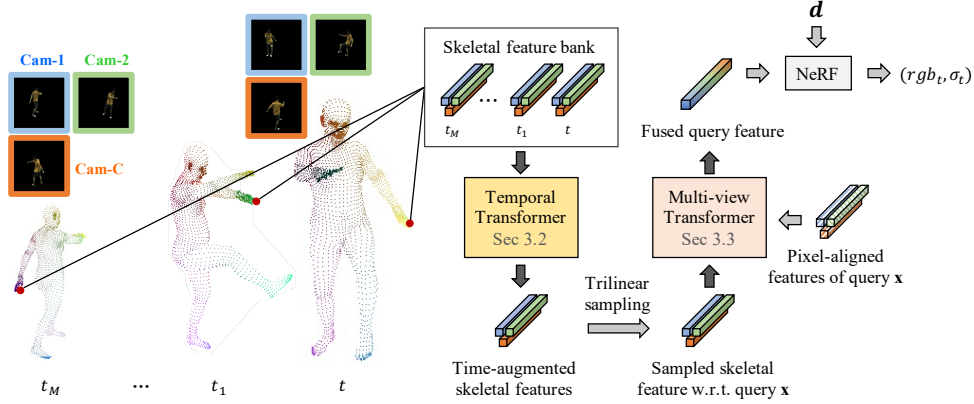 Cam-1
Cam-2
Cam-C
t_M
...
t_1
t
Skeletal feature bank
...
t_M
t_1
t
Temporal
Transformer
Sec 3.2
Time-augmented
skeletal features
Trilinear
sampling
Sampled skeletal
feature w.r.t. query x
Multi-view
Transformer
Sec 3.3
Pixel-aligned
features of query x
Fused query feature
d
NeRF
(rgb_t, σ_t)